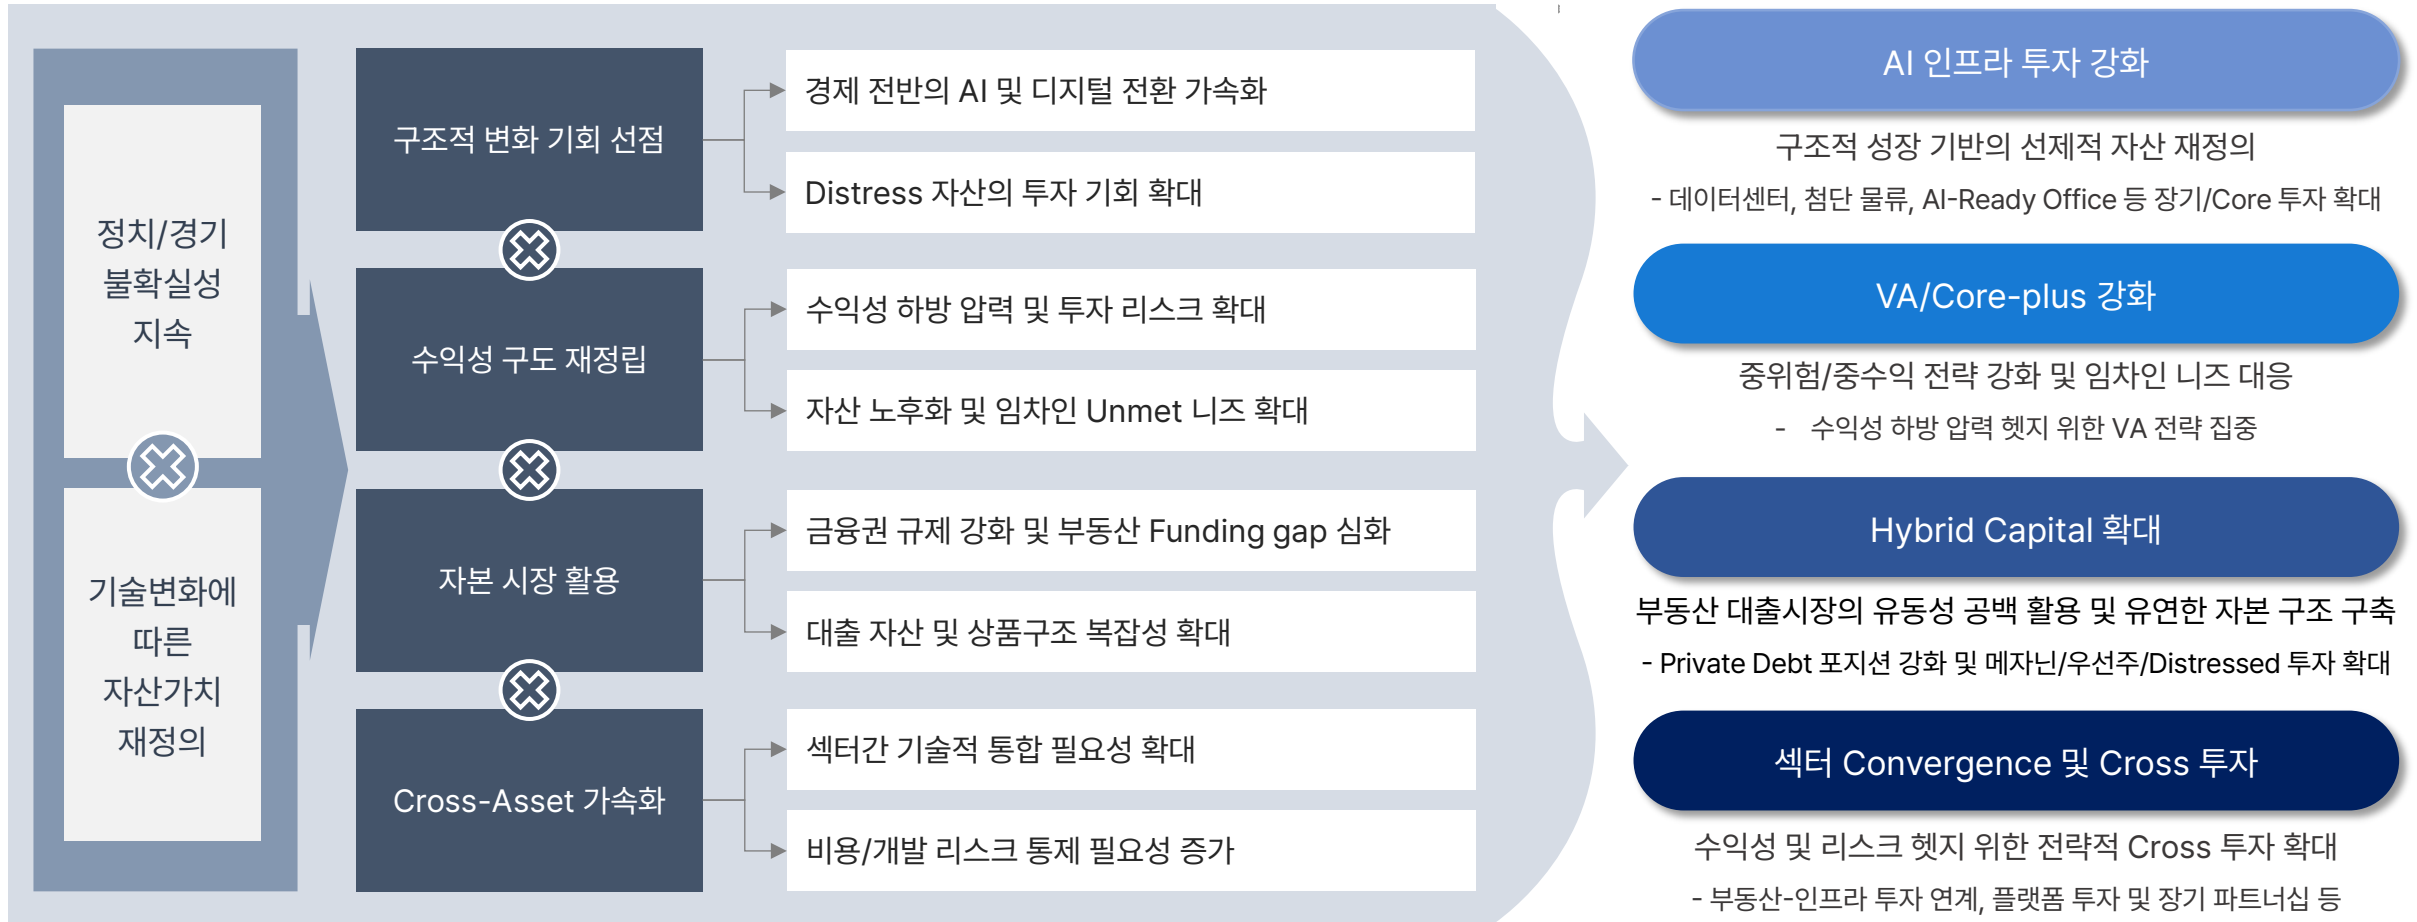 정치/경기
불확실성
지속
기술변화에
따른
자산가치
재정의
구조적 변화 기회 선점
경제 전반의 AI 및 디지털 전환 가속화
Distress 자산의 투자 기회 확대
수익성 구도 재정립
수익성 하방 압력 및 투자 리스크 확대
자산 노후화 및 임차인 Unmet 니즈 확대
자본 시장 활용
금융권 규제 강화 및 부동산 Funding gap 심화
대출 자산 및 상품구조 복잡성 확대
Cross-Asset 가속화
섹터간 기술적 통합 필요성 확대
비용/개발 리스크 통제 필요성 증가
AI 인프라 투자 강화
구조적 성장 기반의 선제적 자산 재정의
- 데이터센터, 첨단 물류, AI-Ready Office 등 장기/Core 투자 확대
VA/Core-plus 강화
중위험/중수익 전략 강화 및 임차인 니즈 대응
- 수익성 하방 압력 헷지 위한 VA 전략 집중
Hybrid Capital 확대
부동산 대출시장의 유동성 공백 활용 및 유연한 자본 구조 구축
- Private Debt 포지션 강화 및 메자닌/우선주/Distressed 투자 확대
섹터 Convergence 및 Cross 투자
수익성 및 리스크 헷지 위한 전략적 Cross 투자 확대
- 부동산-인프라 투자 연계, 플랫폼 투자 및 장기 파트너십 등